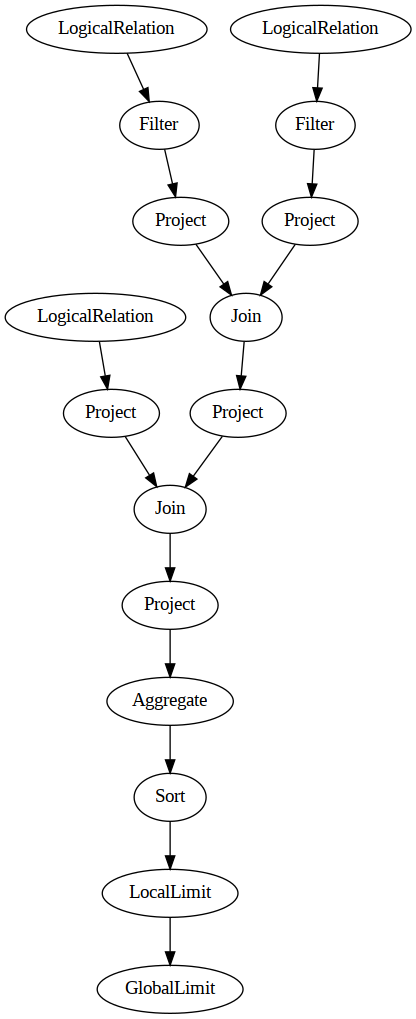 LogicalRelation
LogicalRelation
Filter
Filter
Project
Project
LogicalRelation
Join
Project
Project
Join
Project
Aggregate
Sort
LocalLimit
GlobalLimit